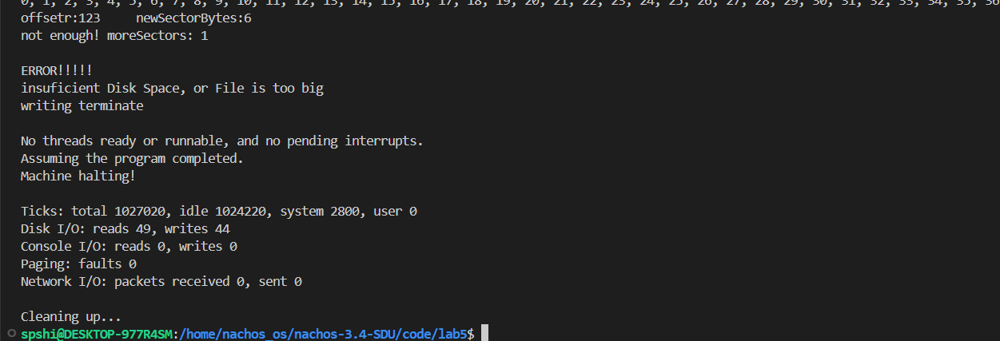 0, 1, 2, 3, 4, 5, 6, 7, 8, 9, 10, 11, 12, 13, 14, 15, 16, 17, 18, 19, 20, 21, 22, 23, 24, 25, 26, 27, 28, 29, 30, 31, 32, 33, 34, 35, 36
offsetr:123     newSectorBytes:6
not enough! moreSectors: 1
ERROR!!!!!
insuficient Disk Space, or File is too big
writing terminate
No threads ready or runnable, and no pending interrupts.
Assuming the program completed.
Machine halting!
Ticks: total 1027020, idle 1024220, system 2800, user 0
Disk I/O: reads 49, writes 44
Console I/O: reads 0, writes 0
Paging: faults 0
Network I/O: packets received 0, sent 0
Cleaning up...
spshi@DESKTOP-977R4SM:/home/nachos_os/nachos-3.4-SDU/code/lab5$